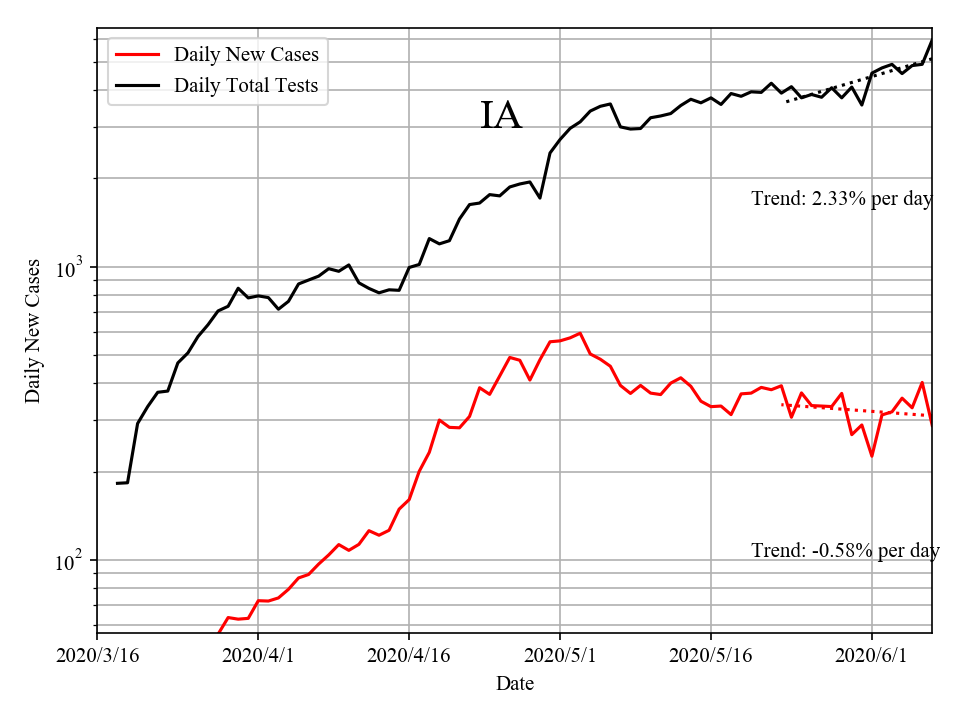 Daily New Cases
Daily Total Tests
IA
Trend: 2.33% per day
10³
Daily New Cases
Trend: -0.58% per day
10²
2020/3/16 2020/4/1 2020/4/16 2020/5/1 2020/5/16 2020/6/1
Date